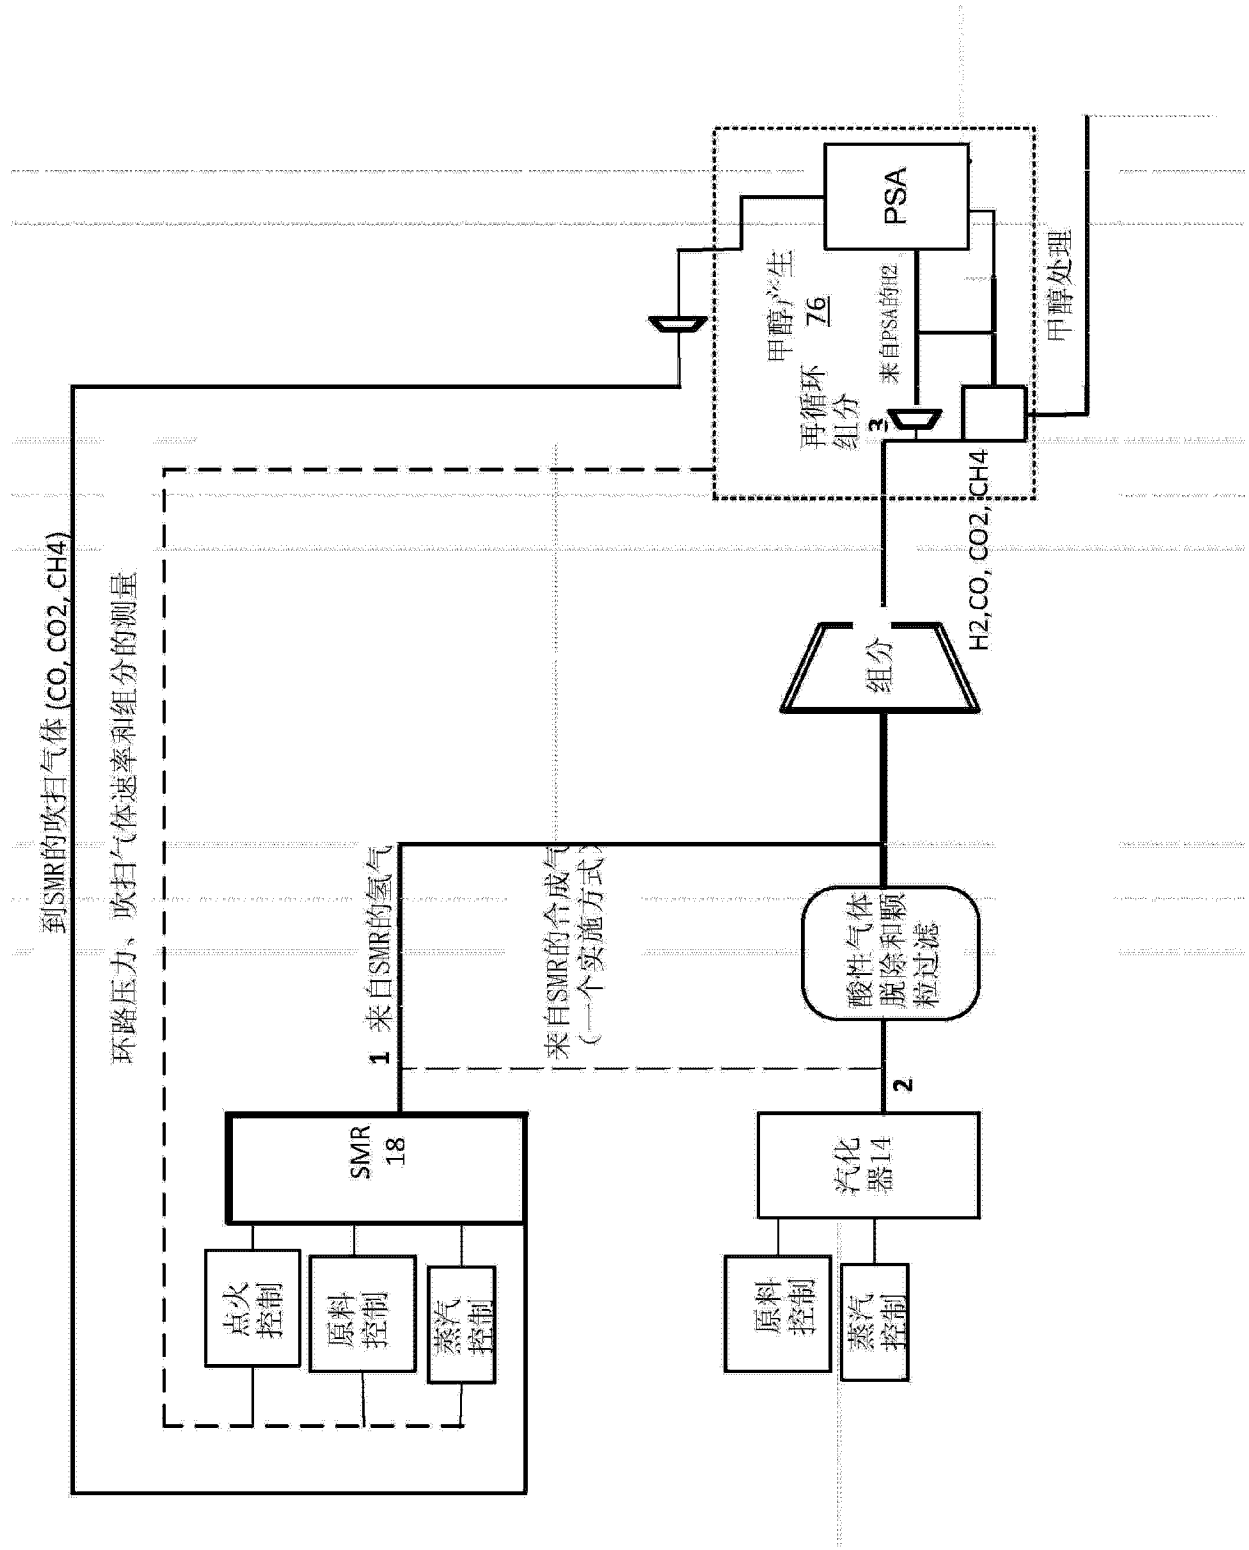 到SMR的吹扫气体 (CO, CO2, CH4)
环路压力、吹扫气体速率和组分的测量
点火
控制
原料
控制
蒸汽
控制
SMR
18
1
来自SMR的氢气
来自SMR的合成气
(一个实施方式)
原料
控制
蒸汽
控制
汽化
器14
2
酸性气体
脱除和颗
粒过滤
组分
H2,CO, CO2, CH4
甲醇产生
76
再循环
组分
3
来自PSA的H2
PSA
甲醇处理